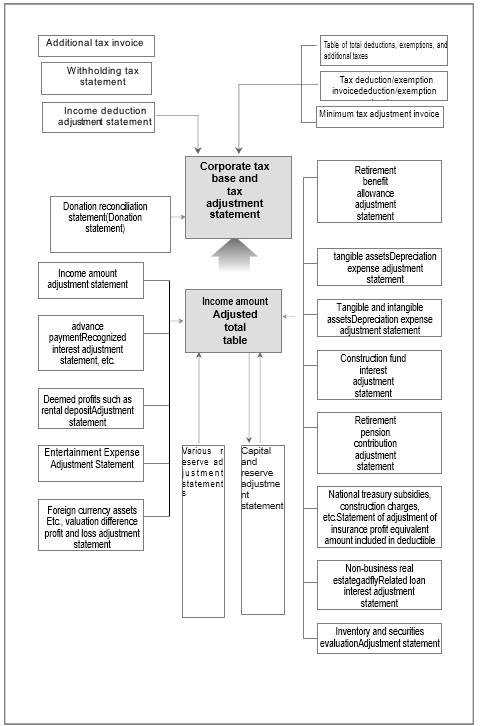 Additional tax invoice
Withholding tax
statement
Income deduction
adjustment statement
Table of total deductions, exemptions, and
additional taxes
Tax deduction/exemption
invoicededuction/exemption
Minimum tax adjustment invoice
Corporate tax
base and
tax
adjustment
statement
Donation reconciliation
statement(Donation
statement)
Income amount
adjustment statement
advance
paymentRecognized
interest adjustment
statement, etc.
Deemed profits such as
rental depositAdjustment
statement
Entertainment Expense
Adjustment Statement
Foreign currency assets
Etc., valuation difference
profit and loss adjustment
statement
Income amount
Adjusted
total
table
Various r
eserve ad
justment
statement
s
Capital
and
reserve
adjustme
nt
statement
Retirement
benefit
allowance
adjustment
statement
tangible assetsDepreciation
expense adjustment
statement
Tangible and intangible
assetsDepreciation expense
adjustment statement
Construction fund
interest
adjustment
statement
Retirement
pension
contribution
adjustment
statement
National treasury subsidies,
construction charges,
etc.Statement of adjustment of
insurance profit equivalent
amount included in deductible
Non-business real
estategadflyRelated loan
interest adjustment
statement
Inventory and securities
evaluationAdjustment statement